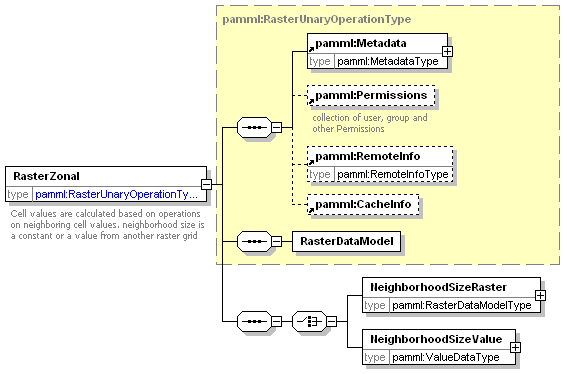 pamml:RasterUnaryOperationType
pamml:Metadata
type pamml:MetadataType
pamml:Permissions
collection of user, group and
other Permissions
pamml:RemoteInfo
type pamml:RemoteInfoType
pamml:CacheInfo
RasterZonal
type pamml:RasterUnaryOperationTy...
Cell values are calculated based on operations
on neighboring cell values. neighborhood size is
a constant or a value from another raster grid
RasterDataModel
NeighborhoodSizeRaster
type pamml:RasterDataModelType
NeighborhoodSizeValue
type pamml:ValueDataType